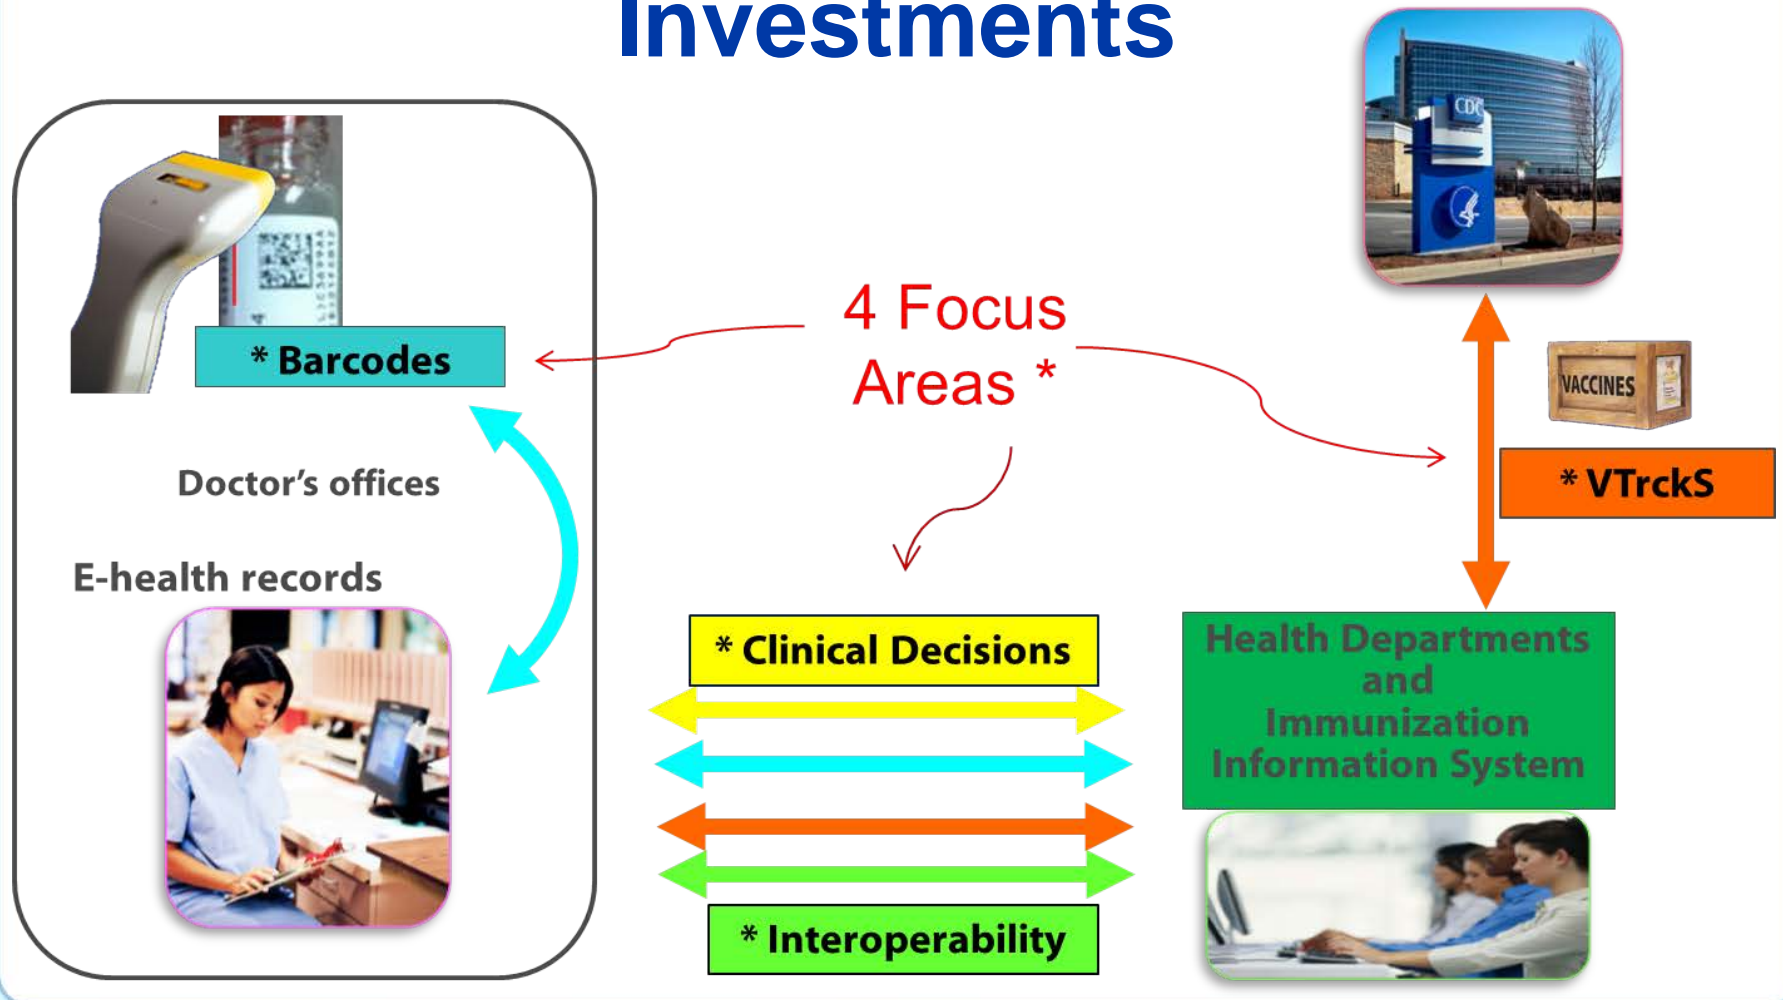 Investments
CDC
* Barcodes
4 Focus
Areas *
VACCINES
* VTrckS
Doctor's offices
E-health records
* Clinical Decisions
Health Departments
and
Immunization
Information System
* Interoperability